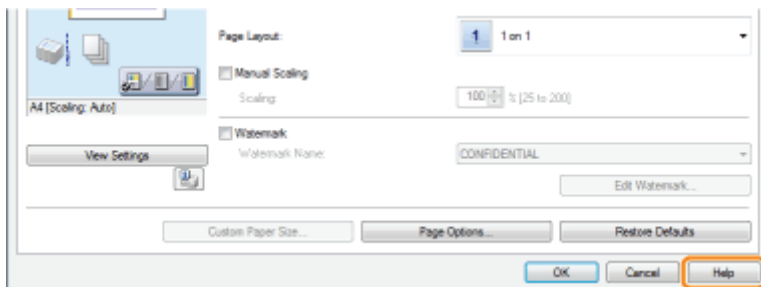 Page Layout:
1 1 on 1
Manual Scaling
Scaling:
100 % [25 to 200]
A4 [Scaling: Auto]
Watermark
View Settings
Watermark Name:
CONFIDENTIAL
Edit Watermark...
Custom Paper Size...
Page Options...
Restore Defaults
OK
Cancel
Help